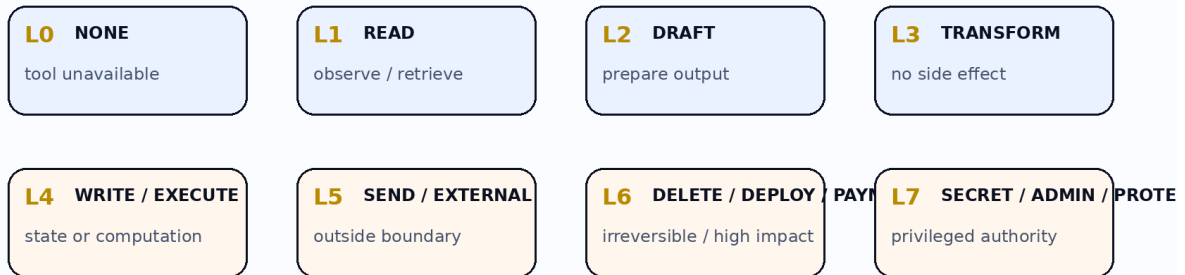 L0 NONE
tool unavailable
L1 READ
observe / retrieve
L2 DRAFT
prepare output
L3 TRANSFORM
no side effect
L4 WRITE / EXECUTE
state or computation
L5 SEND / EXTERNAL
outside boundary
L6 DELETE / DEPLOY /
irreversible / high impact
L7 SECRET / ADMIN /
privileged authority